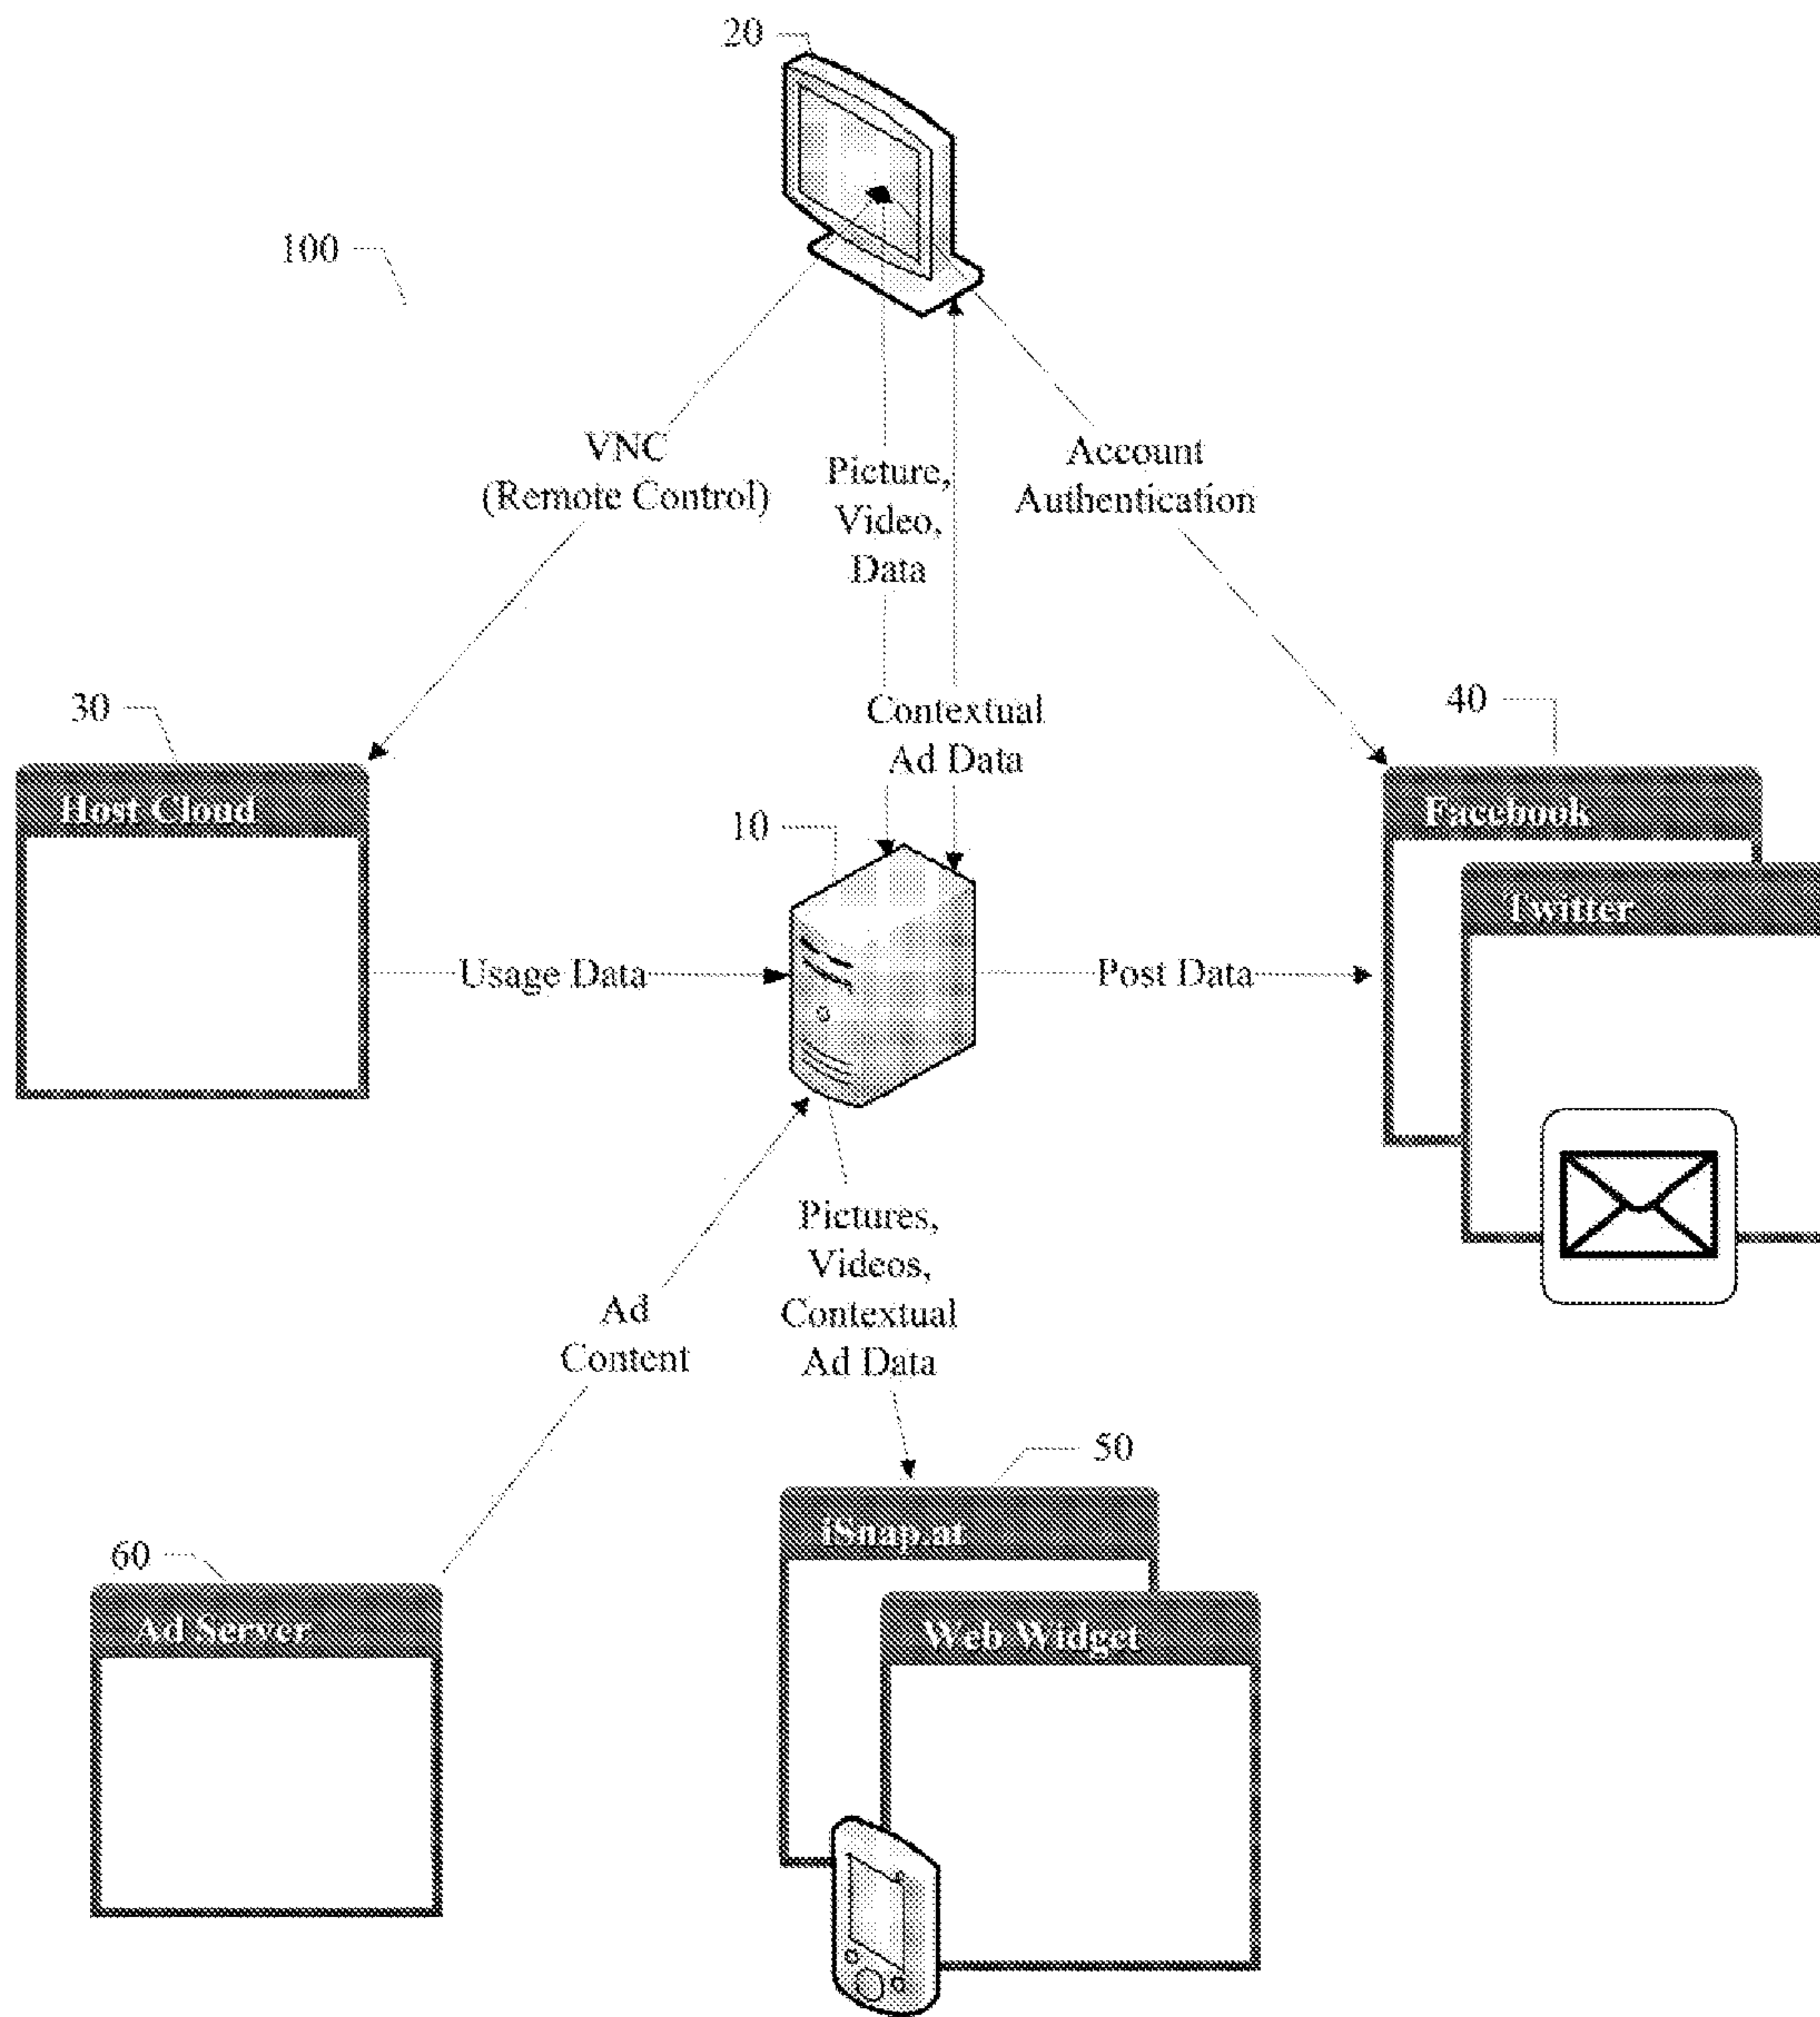 20
100
VNC
(Remote Control)
Picture,
Video,
Data
Account
Authentication
Contextual
Ad Data
30
Host Cloud
10
40
Facebook
Twitter
Usage Data
Post Data
Pictures,
Videos,
Contextual
Ad Data
Ad
Content
50
iSnap.at
Web Widget
60
Ad Server